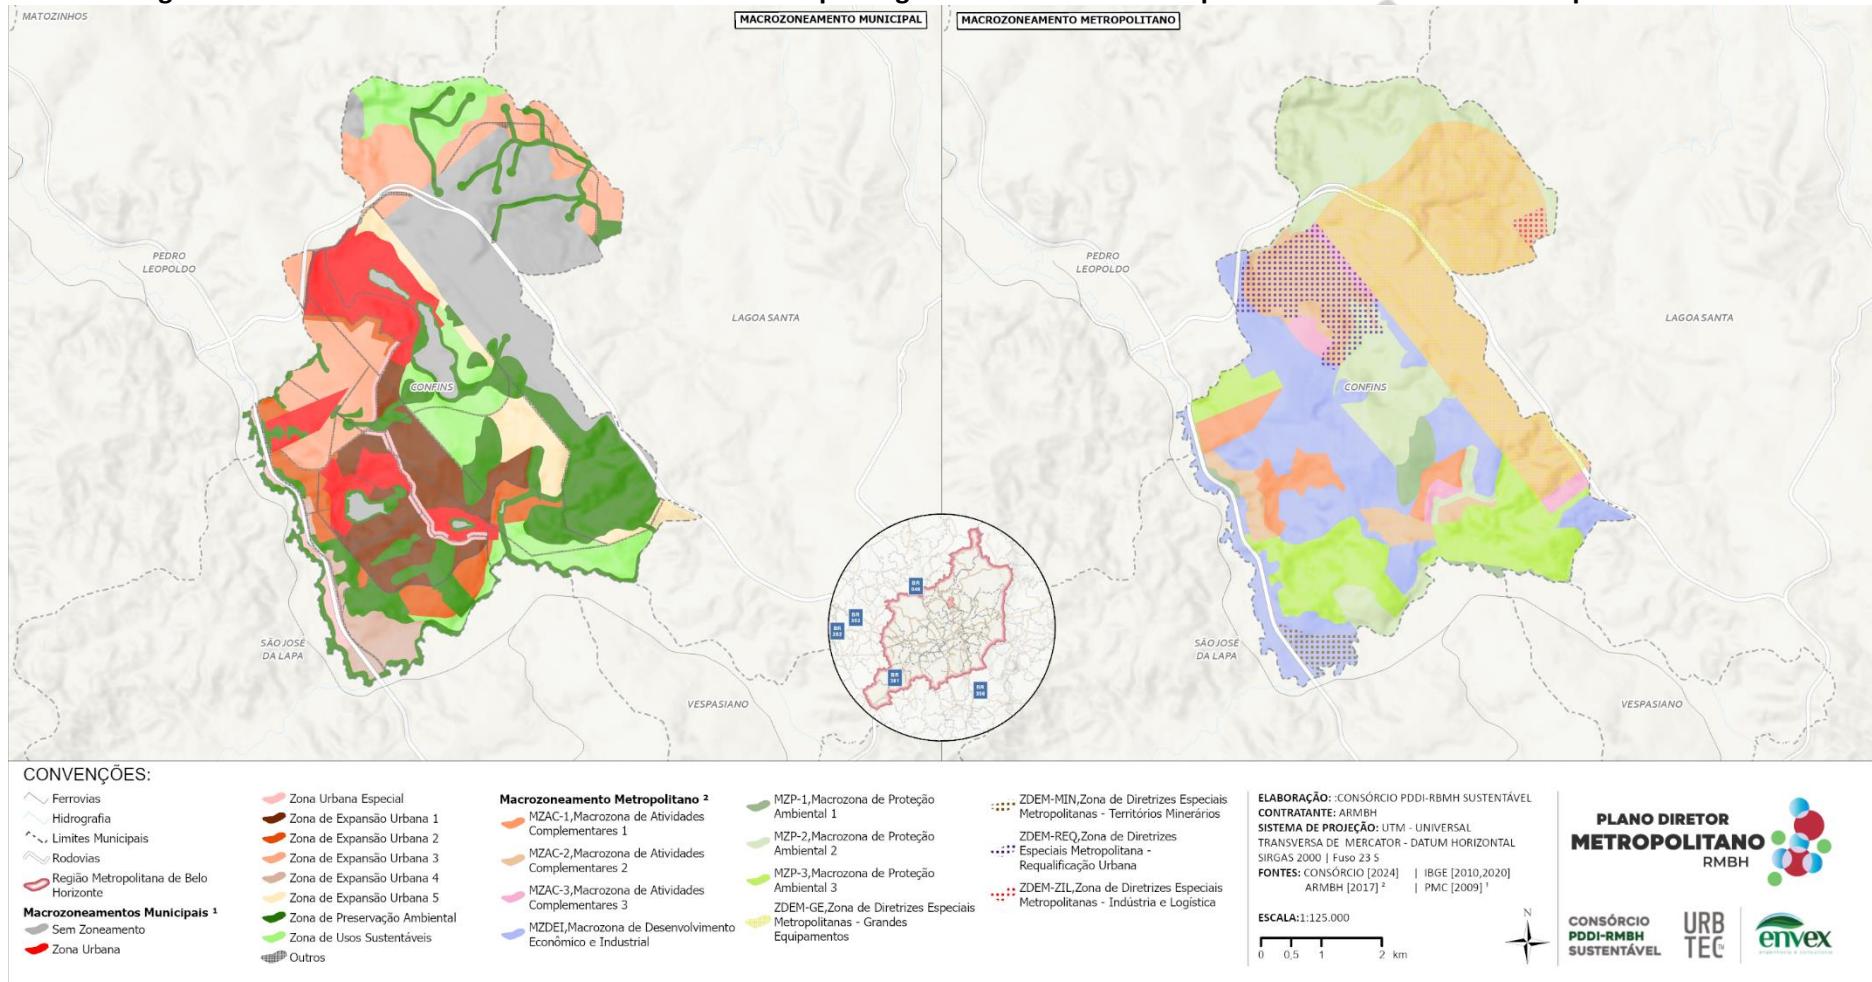 MACROZONEAMENTO MUNICIPAL
MACROZONEAMENTO METROPOLITANO
MATOZINHOS
PEDRO
LEOPOLDO
LAGOA SANTA
CONFINS
SÃO JOSÉ
DA LAPA
VESPASIANO
PEDRO
LEOPOLDO
LAGOA SANTA
CONFINS
SÃO JOSÉ
DA LAPA
VESPASIANO
CONVENÇÕES:
Ferrovias
Hidrografia
Limites Municipais
Rodovias
Região Metropolitana de Belo
Horizonte
Macrozoneamentos Municipais ¹
Sem Zoneamento
Zona Urbana
Zona Urbana Especial
Zona de Expansão Urbana 1
Zona de Expansão Urbana 2
Zona de Expansão Urbana 3
Zona de Expansão Urbana 4
Zona de Expansão Urbana 5
Zona de Preservação Ambiental
Zona de Usos Sustentáveis
Outros
Macrozoneamento Metropolitano ²
MZAC-1,Macrozona de Atividades
Complementares 1
MZAC-2,Macrozona de Atividades
Complementares 2
MZAC-3,Macrozona de Atividades
Complementares 3
MZDEI,Macrozona de Desenvolvimento
Econômico e Industrial
MZP-1,Macrozona de Proteção
Ambiental 1
MZP-2,Macrozona de Proteção
Ambiental 2
MZP-3,Macrozona de Proteção
Ambiental 3
ZDEM-GE,Zona de Diretrizes Especiais
Metropolitanas - Grandes
Equipamentos
ZDEM-MIN,Zona de Diretrizes Especiais
Metropolitanas - Territórios Minerários
ZDEM-REQ,Zona de Diretrizes
Especiais Metropolitana -
Requalificação Urbana
ZDEM-ZIL,Zona de Diretrizes Especiais
Metropolitanas - Indústria e Logística
ELABORAÇÃO: :CONSÓRCIO PDDI-RBMH SUSTENTÁVEL
CONTRATANTE: ARMBH
SISTEMA DE PROJEÇÃO: UTM - UNIVERSAL
TRANSVERSA DE MERCATOR - DATUM HORIZONTAL
SIRGAS 2000 | Fuso 23 S
FONTES: CONSÓRCIO [2024] | IBGE [2010,2020]
ARMBH [2017] ² | PMC [2009] ¹
ESCALA:1:125.000
0 0,5 1 2 km
N
PLANO DIRETOR
METROPOLITANO
RMBH
CONSÓRCIO
PDDI-RMBH
SUSTENTÁVEL
URB
TEC
envex